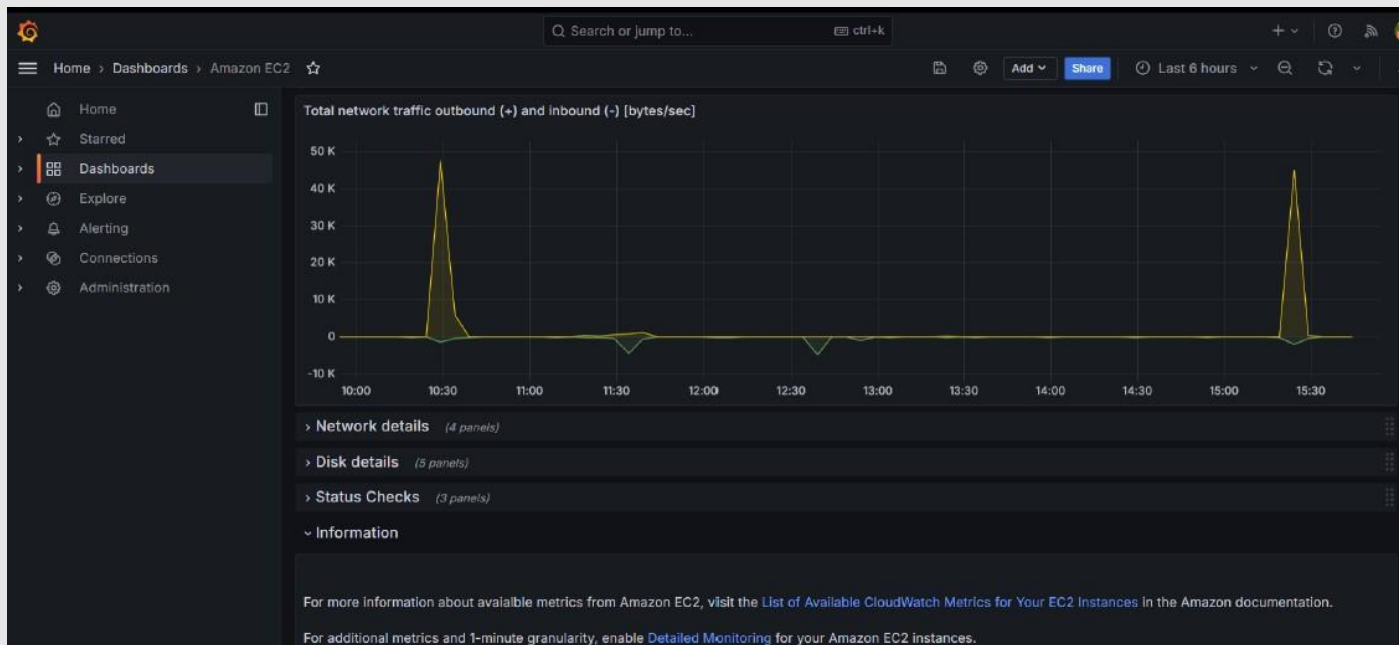 Search or jump to...
ctrl+k
Home › Dashboards › Amazon EC2
Add
Share
Last 6 hours
Home
Starred
Dashboards
Explore
Alerting
Connections
Administration
Total network traffic outbound (+) and inbound (-) [bytes/sec]
50 K
40 K
30 K
20 K
10 K
0
-10 K
10:00 10:30 11:00 11:30 12:00 12:30 13:00 13:30 14:00 14:30 15:00 15:30
Network details (4 panels)
Disk details (5 panels)
Status Checks (3 panels)
Information
For more information about avaialble metrics from Amazon EC2, visit the List of Available CloudWatch Metrics for Your EC2 Instances in the Amazon documentation.
For additional metrics and 1-minute granularity, enable Detailed Monitoring for your Amazon EC2 instances.